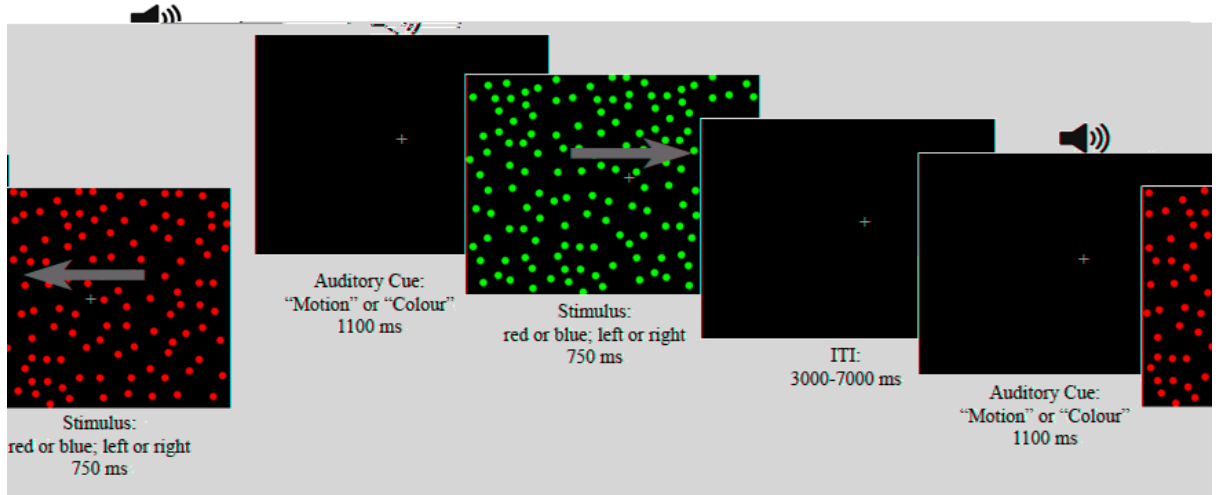 Stimulus:
red or blue; left or right
750 ms
Auditory Cue:
“Motion” or “Colour”
1100 ms
Stimulus:
red or blue; left or right
750 ms
ITI:
3000-7000 ms
Auditory Cue:
“Motion” or “Colour”
1100 ms